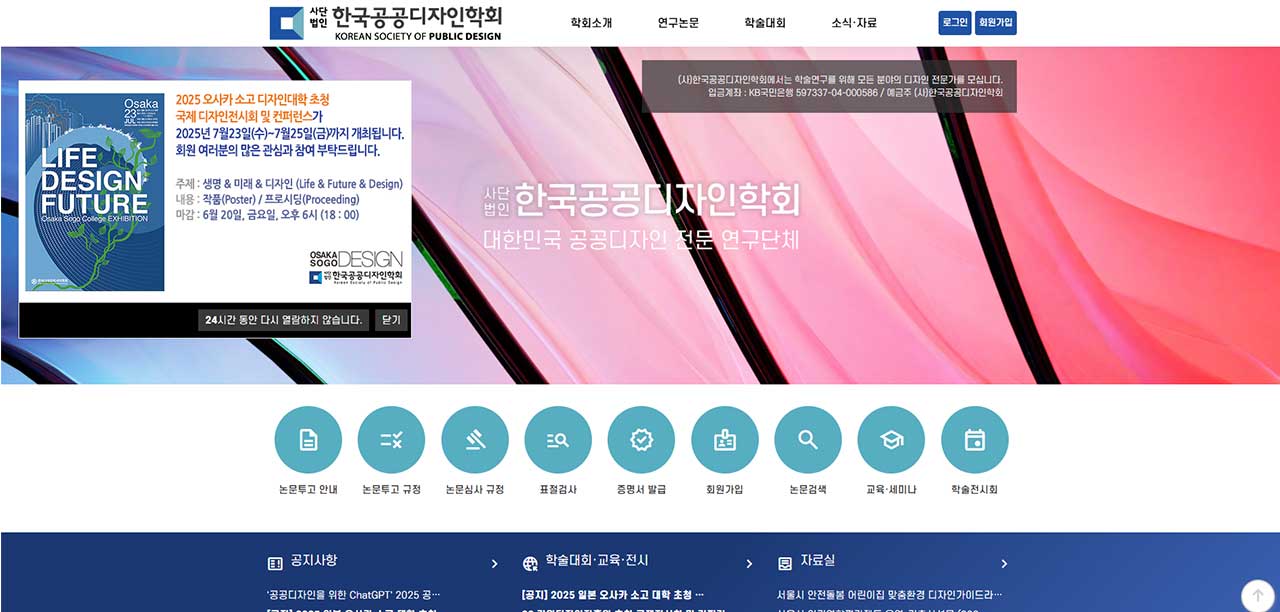 사단
법인 한국공공디자인학회
KOREAN SOCIETY OF PUBLIC DESIGN
학회소개 연구논문 학술대회 소식·자료 로그인 회원가입
(사)한국공공디자인학회에서는 학술연구를 위해 모든 분야의 디자인 전문가를 모십니다.
입금계좌 : KB국민은행 597337-04-000586 / 예금주 (사)한국공공디자인학회
Osaka
23
JUL
LIFE
DESIGN
FUTURE
Osaka Sogo College EXHIBITION
2025 오사카 소고 디자인대학 초청
국제 디자인전시회 및 컨퍼런스가
2025년 7월23일(수)~7월25일(금)까지 개최됩니다.
회원 여러분의 많은 관심과 참여 부탁드립니다.
주제 : 생명 & 미래 & 디자인 (Life & Future & Design)
내용 : 작품(Poster) / 프로시딩(Proceeding)
마감 : 6월 20일, 금요일, 오후 6시 (18 : 00)
OSAKA
SOGO DESIGN
한국공공디자인학회
Korean Society of Public Design
24시간 동안 다시 열람하지 않습니다. 닫기
사단
법인 한국공공디자인학회
대한민국 공공디자인 전문 연구단체
논문투고 안내 논문투고 규정 논문심사 규정 표절검사 증명서 발급 회원가입 논문검색 교육·세미나 학술전시회
공지사항 학술대회·교육·전시 자료실
'공공디자인을 위한 ChatGPT' 2025 공··· [공지] 2025 일본 오사카 소고 대학 초청 ··· 서울시 안전돌봄 어린이집 맞춤환경 디자인가이드라···
[공지] 2025 일본 오사카 소고 대학 초청